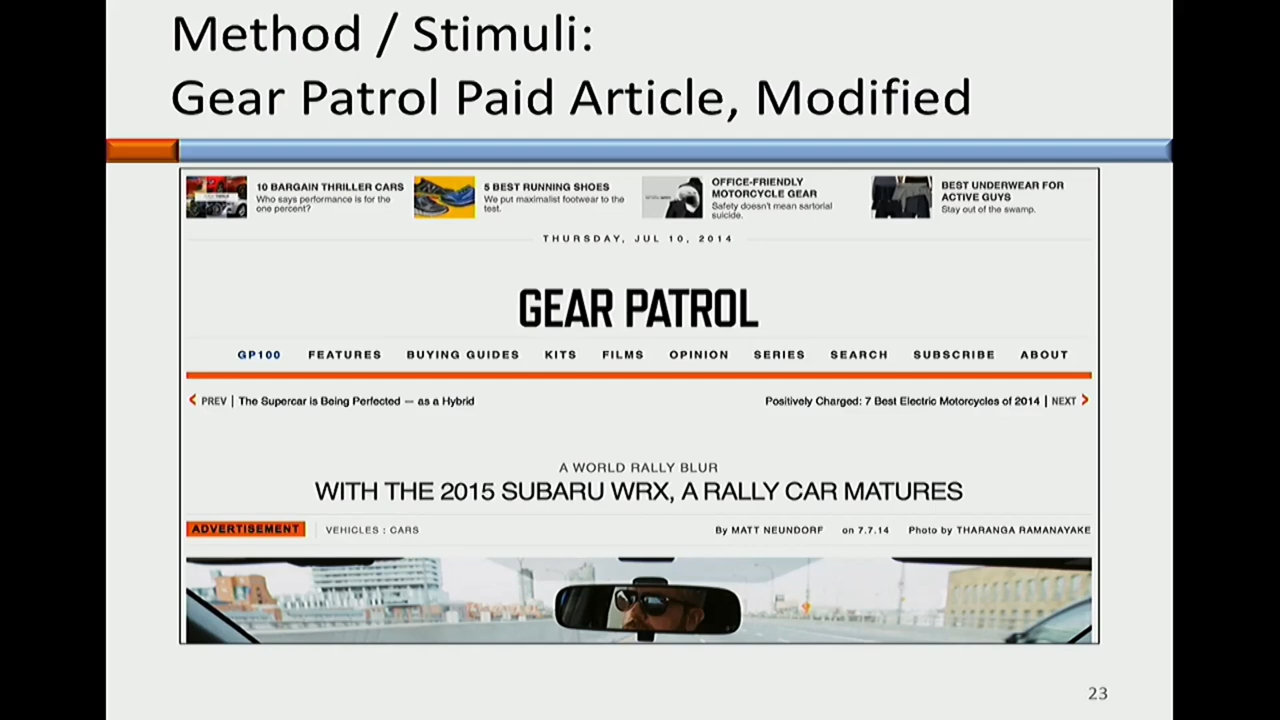 Method / Stimuli:
Gear Patrol Paid Article, Modified
10 BARGAIN THRILLER CARS
Who says performance is for the
one percent?
5 BEST RUNNING SHOES
We put maximalist footwear to the
test.
OFFICE-FRIENDLY
MOTORCYCLE GEAR
Safety doesn't mean sartorial
suicide.
BEST UNDERWEAR FOR
ACTIVE GUYS
Stay out of the swamp.
THURSDAY, JUL 10, 2014
GEAR PATROL
GP100 FEATURES BUYING GUIDES KITS FILMS OPINION SERIES SEARCH SUBSCRIBE ABOUT
PREV | The Supercar is Being Perfected — as a Hybrid
Positively Charged: 7 Best Electric Motorcycles of 2014 | NEXT
A WORLD RALLY BLUR
WITH THE 2015 SUBARU WRX, A RALLY CAR MATURES
ADVERTISEMENT VEHICLES : CARS By MATT NEUNDORF on 7.7.14 Photo by THARANGA RAMANAYAKE
23